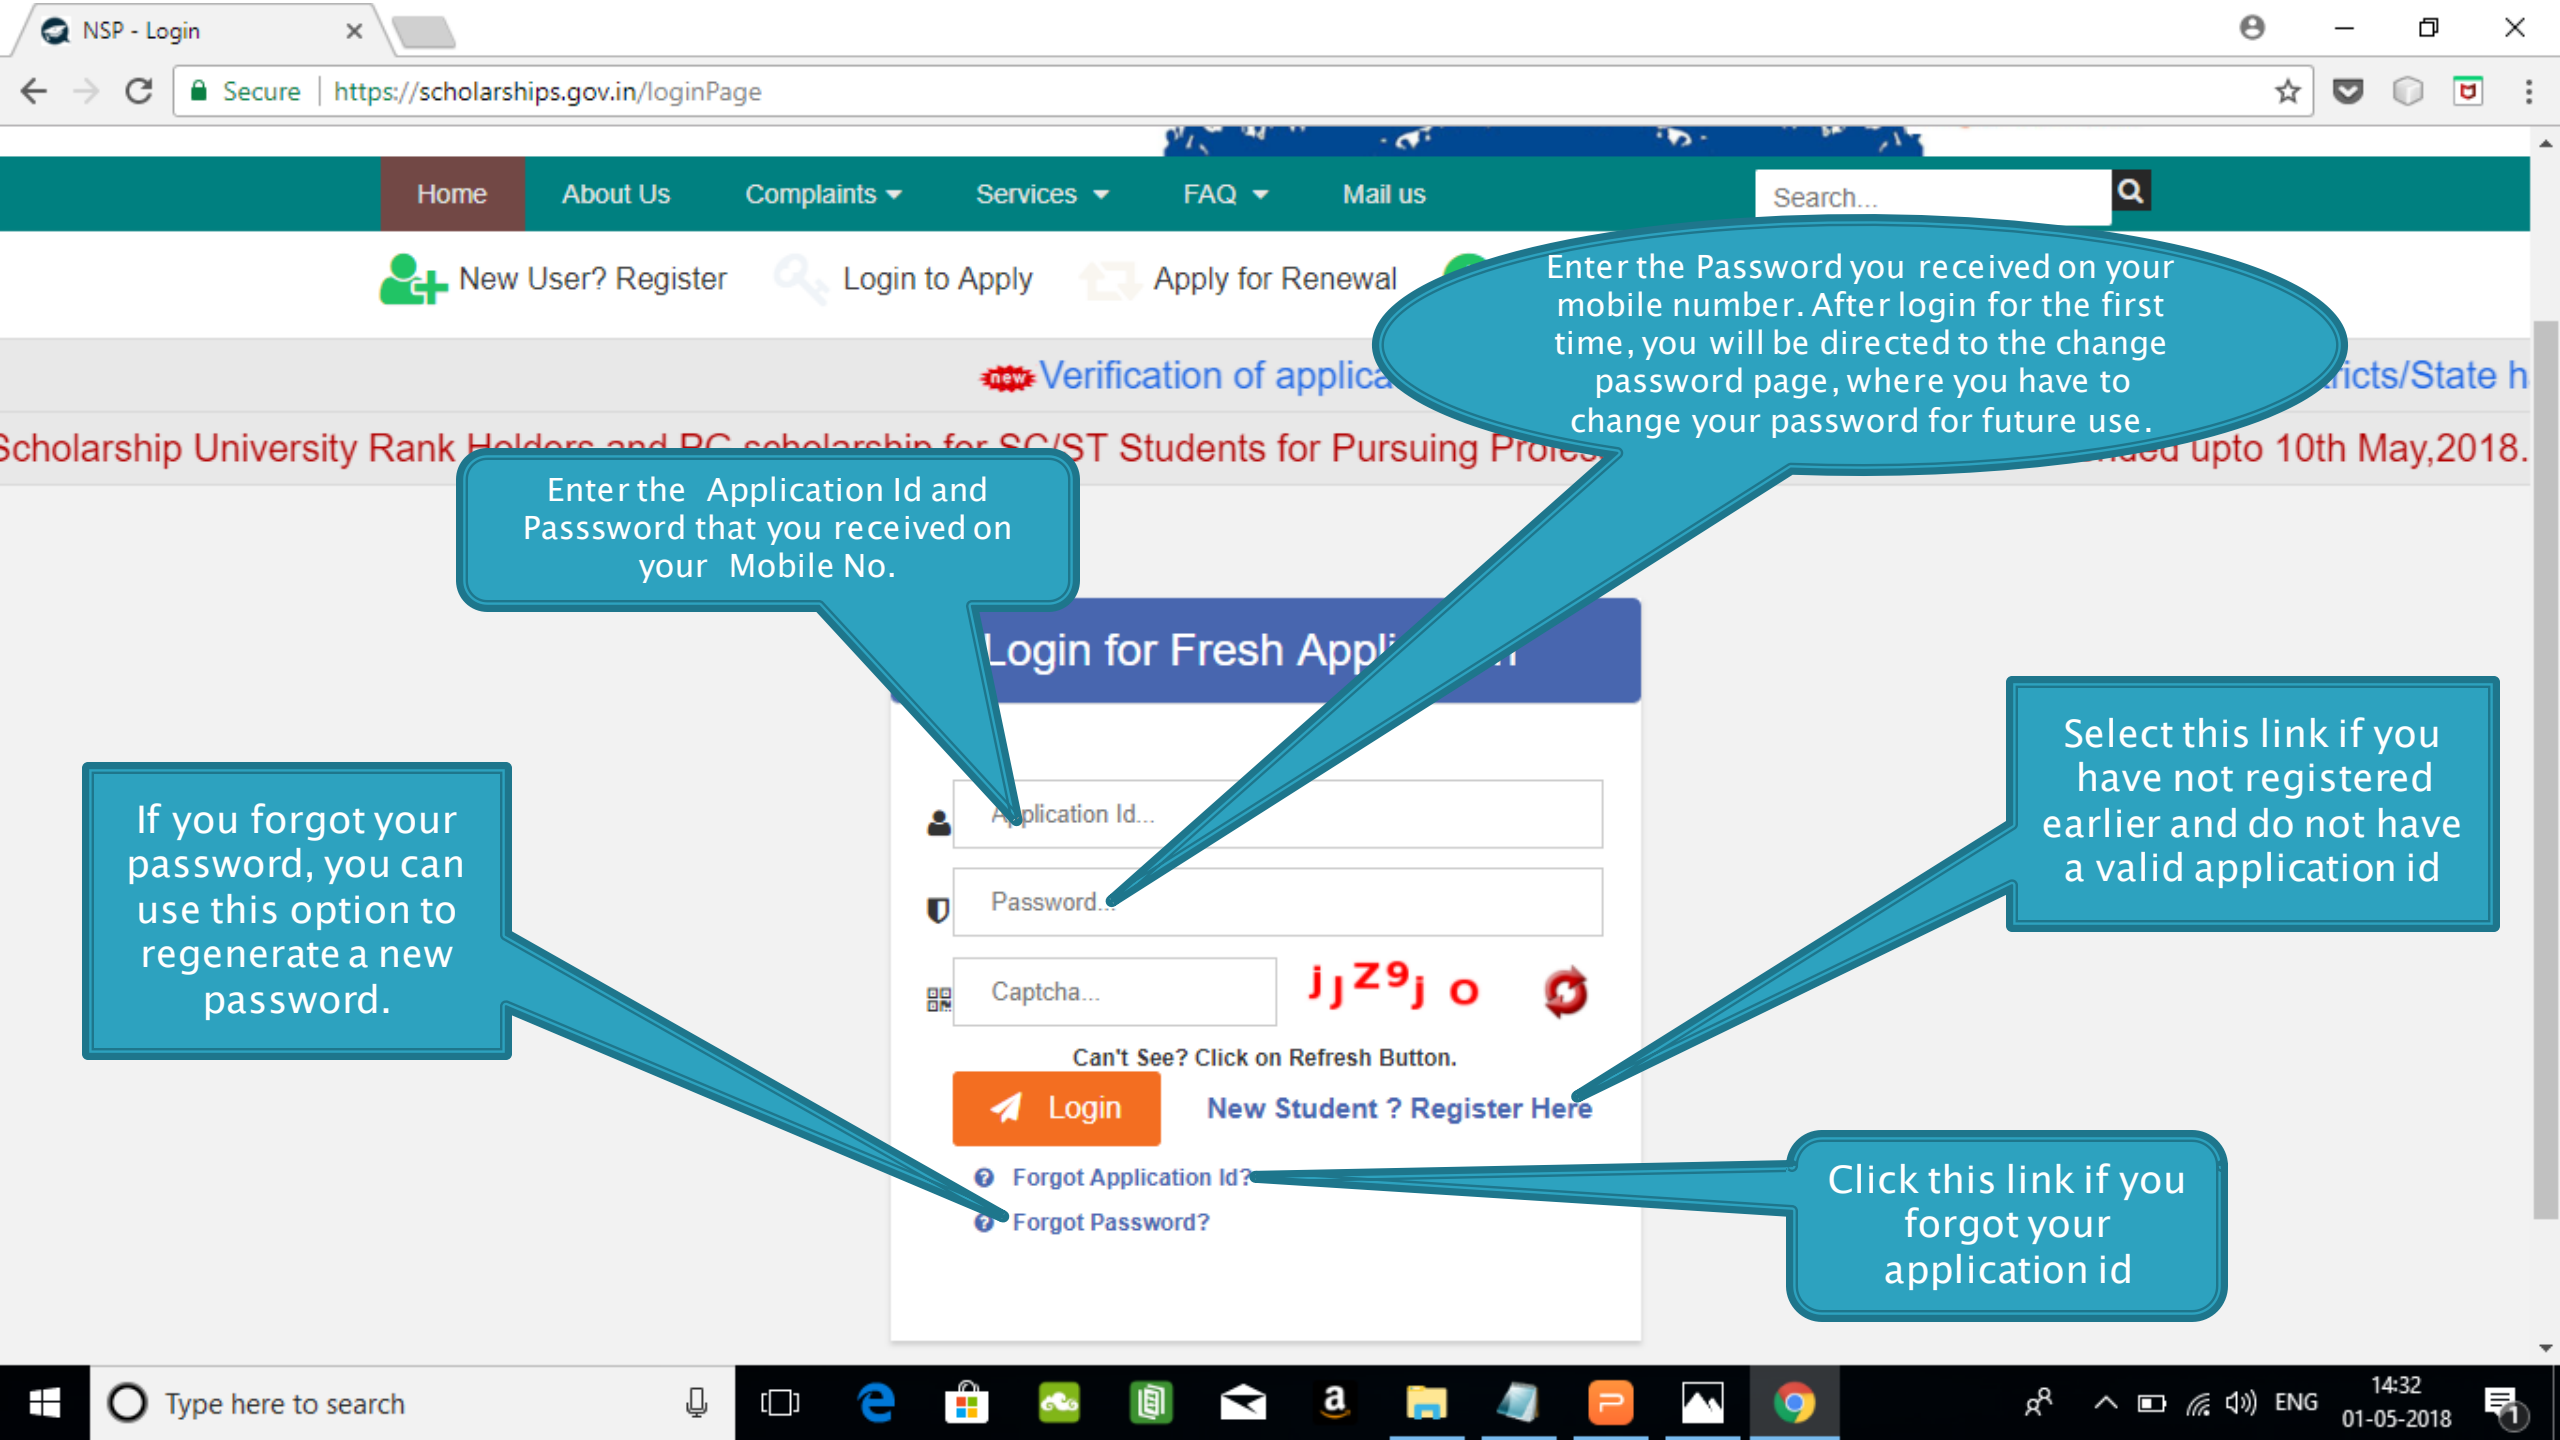 NSP - Login
Secure | https://scholarships.gov.in/loginPage
Home About Us Complaints Services FAQ Mail us Search...
New User? Register Login to Apply Apply for Renewal
Enter the Password you received on your
mobile number. After login for the first
time, you will be directed to the change
password page, where you have to
change your password for future use.
new Verification of State h
Scholarship University Rank Holders and PG scholarship for SC/ST Students for Pursuing upto 10th May,2018.
Enter the Application Id and
Passsword that you received on
your Mobile No.
Login for Fresh
Application Id...
Password...
Captcha... jJZ9j o
Can't See? Click on Refresh Button.
Login New Student ? Register Here
Forgot Application Id?
Forgot Password?
If you forgot your
password, you can
use this option to
regenerate a new
password.
Select this link if you
have not registered
earlier and do not have
a valid application id
Click this link if you
forgot your
application id
Type here to search
ENG
14:32
01-05-2018
1